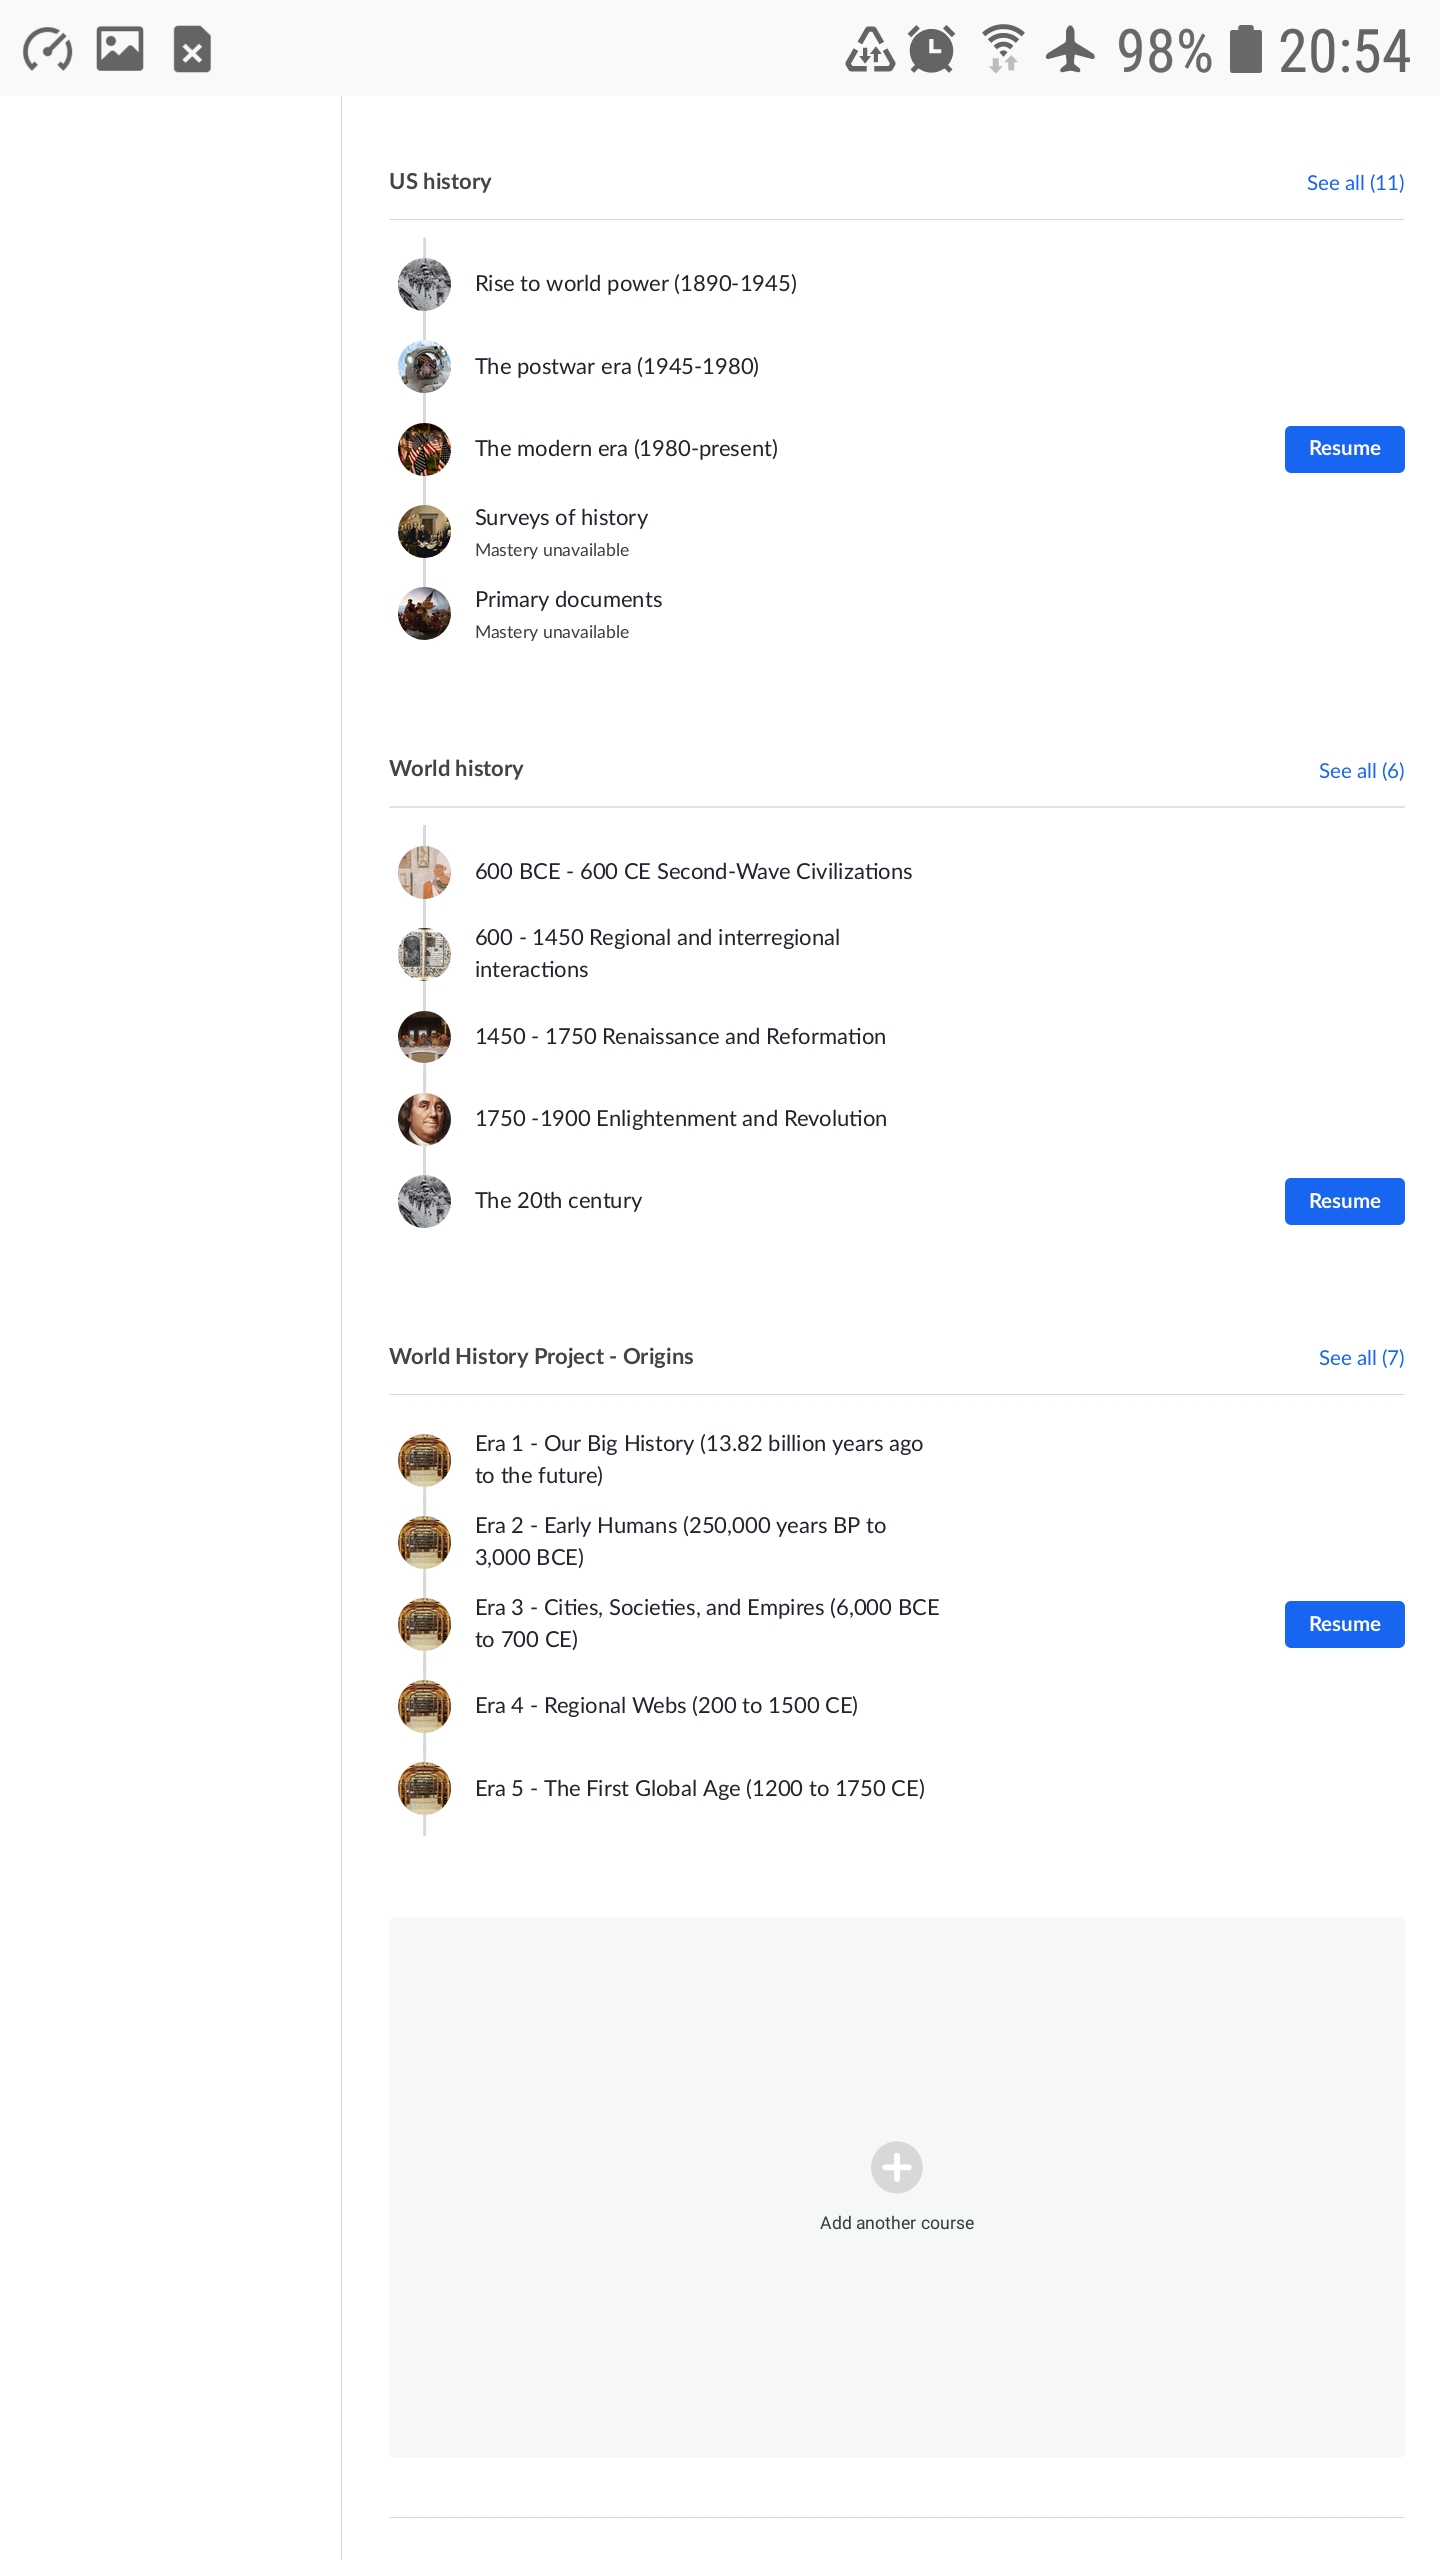 98% 20:54
US history
See all (11)
Rise to world power (1890-1945)
The postwar era (1945-1980)
The modern era (1980-present)
Resume
Surveys of history
Mastery unavailable
Primary documents
Mastery unavailable
World history
See all (6)
600 BCE - 600 CE Second-Wave Civilizations
600 - 1450 Regional and interregional
interactions
1450 - 1750 Renaissance and Reformation
1750 -1900 Enlightenment and Revolution
The 20th century
Resume
World History Project - Origins
See all (7)
Era 1 - Our Big History (13.82 billion years ago
to the future)
Era 2 - Early Humans (250,000 years BP to
3,000 BCE)
Era 3 - Cities, Societies, and Empires (6,000 BCE
to 700 CE)
Resume
Era 4 - Regional Webs (200 to 1500 CE)
Era 5 - The First Global Age (1200 to 1750 CE)
Add another course